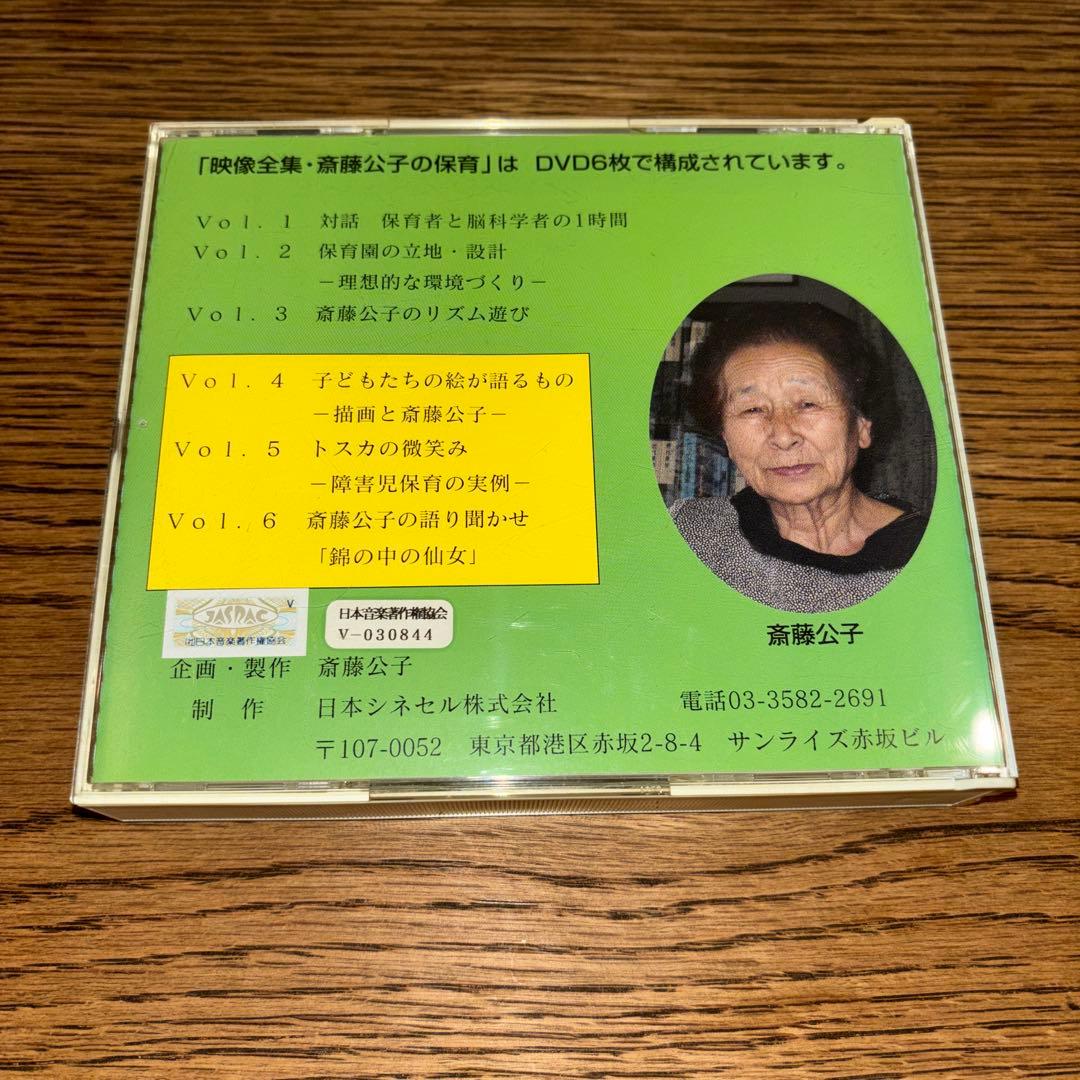 「映像全集・斎藤公子の保育」は DVD6枚で構成されています。
Vol. 1 対話 保育者と脳科学者の1時間
Vol. 2 保育園の立地・設計
－理想的な環境づくり－
Vol. 3 斎藤公子のリズム遊び
Vol. 4 子どもたちの絵が語るもの
－描画と斎藤公子－
Vol. 5 トスカの微笑み
－障害児保育の実例－
Vol. 6 斎藤公子の語り聞かせ
「錦の中の仙女」
JASRAC V
㈳日本音楽著作権協会
日本音楽著作権協会
V-030844
斎藤公子
企画・製作 斎藤公子
制 作 日本シネセル株式会社 電話03-3582-2691
〒107-0052 東京都港区赤坂2-8-4 サンライズ赤坂ビル